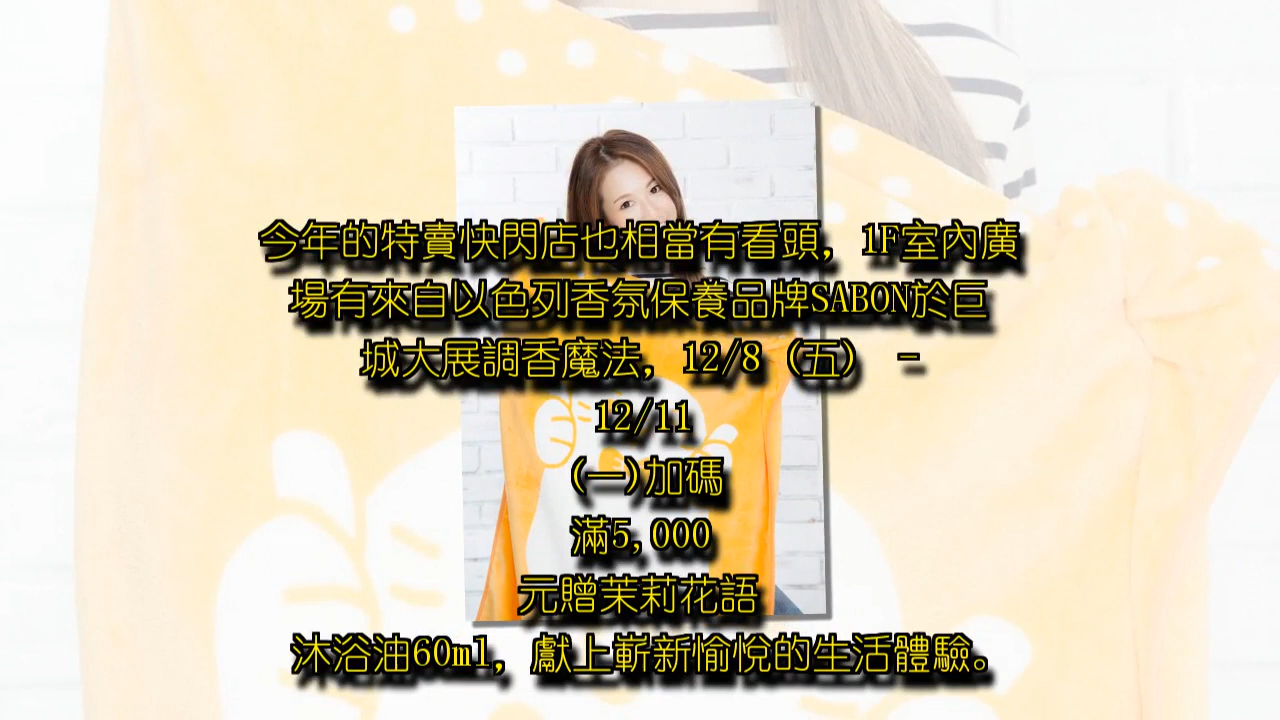 今年的特賣快閃店也相當有看頭，1F室內廣
場有來自以色列香氛保養品牌SABON於巨
城大展調香魔法，12/8（五） -
12/11
(一)加碼
滿5,000
元贈茉莉花語
沐浴油60ml，獻上嶄新愉悅的生活體驗。